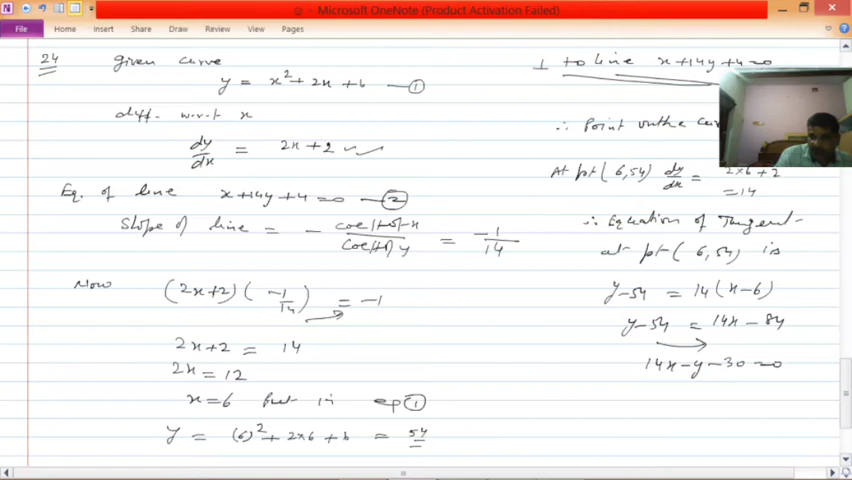 Microsoft OneNote (Product Activation Failed)
File Home Insert Share Draw Review View Pages
24 given curve
y = x² + 2x + 6 — ①
diff. w.r.t x
dy/dx = 2x + 2
Eq. of line x + 14y + 4 = 0 — ②
Slope of line = - coeff of x / coeff of y = -1/14
Now (2x+2)(-1/14) = -1
2x + 2 = 14
2x = 12
x = 6 put in eq ①
y = (6)² + 2×6 + 6 = 54
⊥ to line x + 14y + 4 = 0
∴ Point on the
At pt (6,54) dy/dx = 2×6 + 2
= 14
∴ Equation of Tangent
at pt (6,54) is
y - 54 = 14(x - 6)
y - 54 = 14x - 84
14x - y - 30 = 0